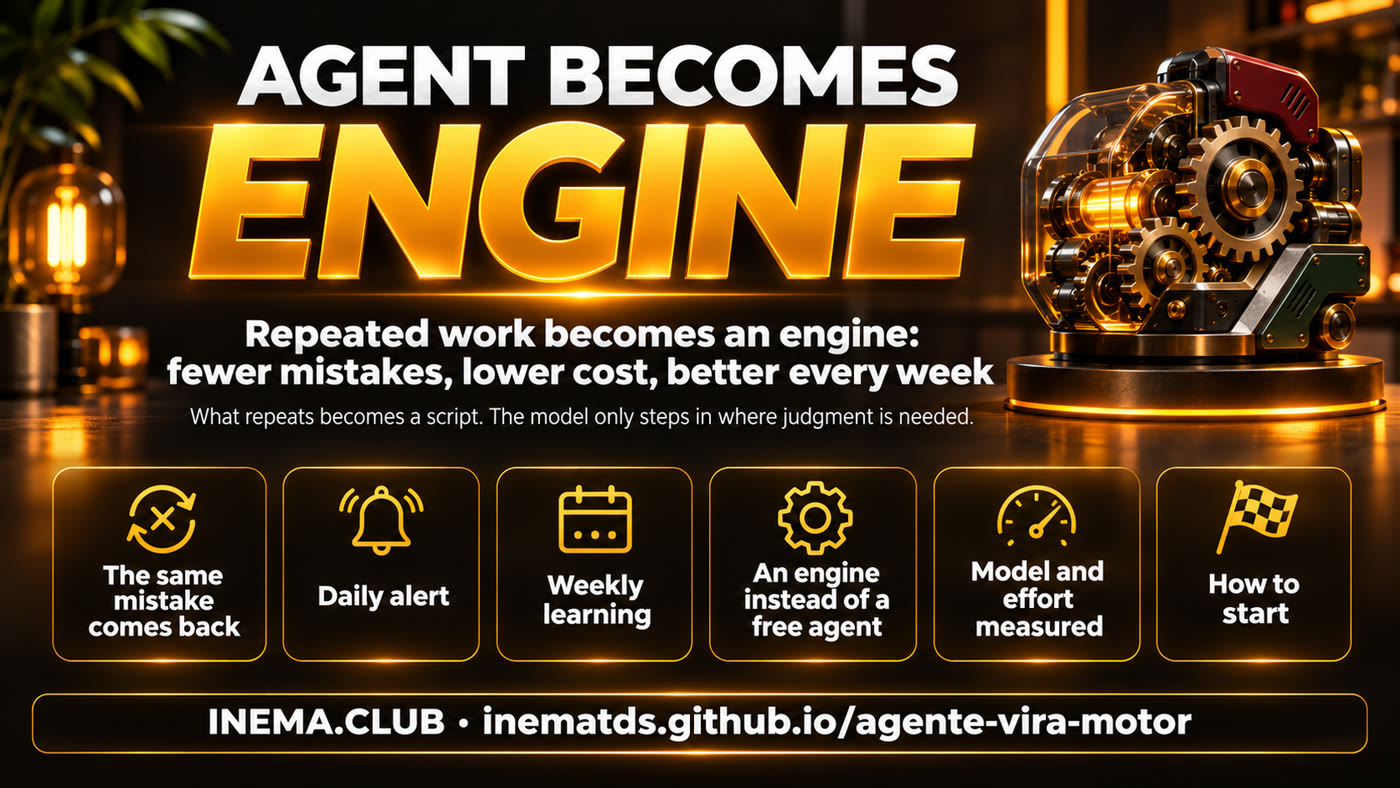 AGENT BECOMES
ENGINE
Repeated work becomes an engine:
fewer mistakes, lower cost, better every week
What repeats becomes a script. The model only steps in where judgment is needed.
The same
mistake
comes back
Daily alert
Weekly
learning
An engine
instead of a
free agent
Model and
effort
measured
How to
start
INEMA.CLUB • inematds.github.io/agente-vira-motor